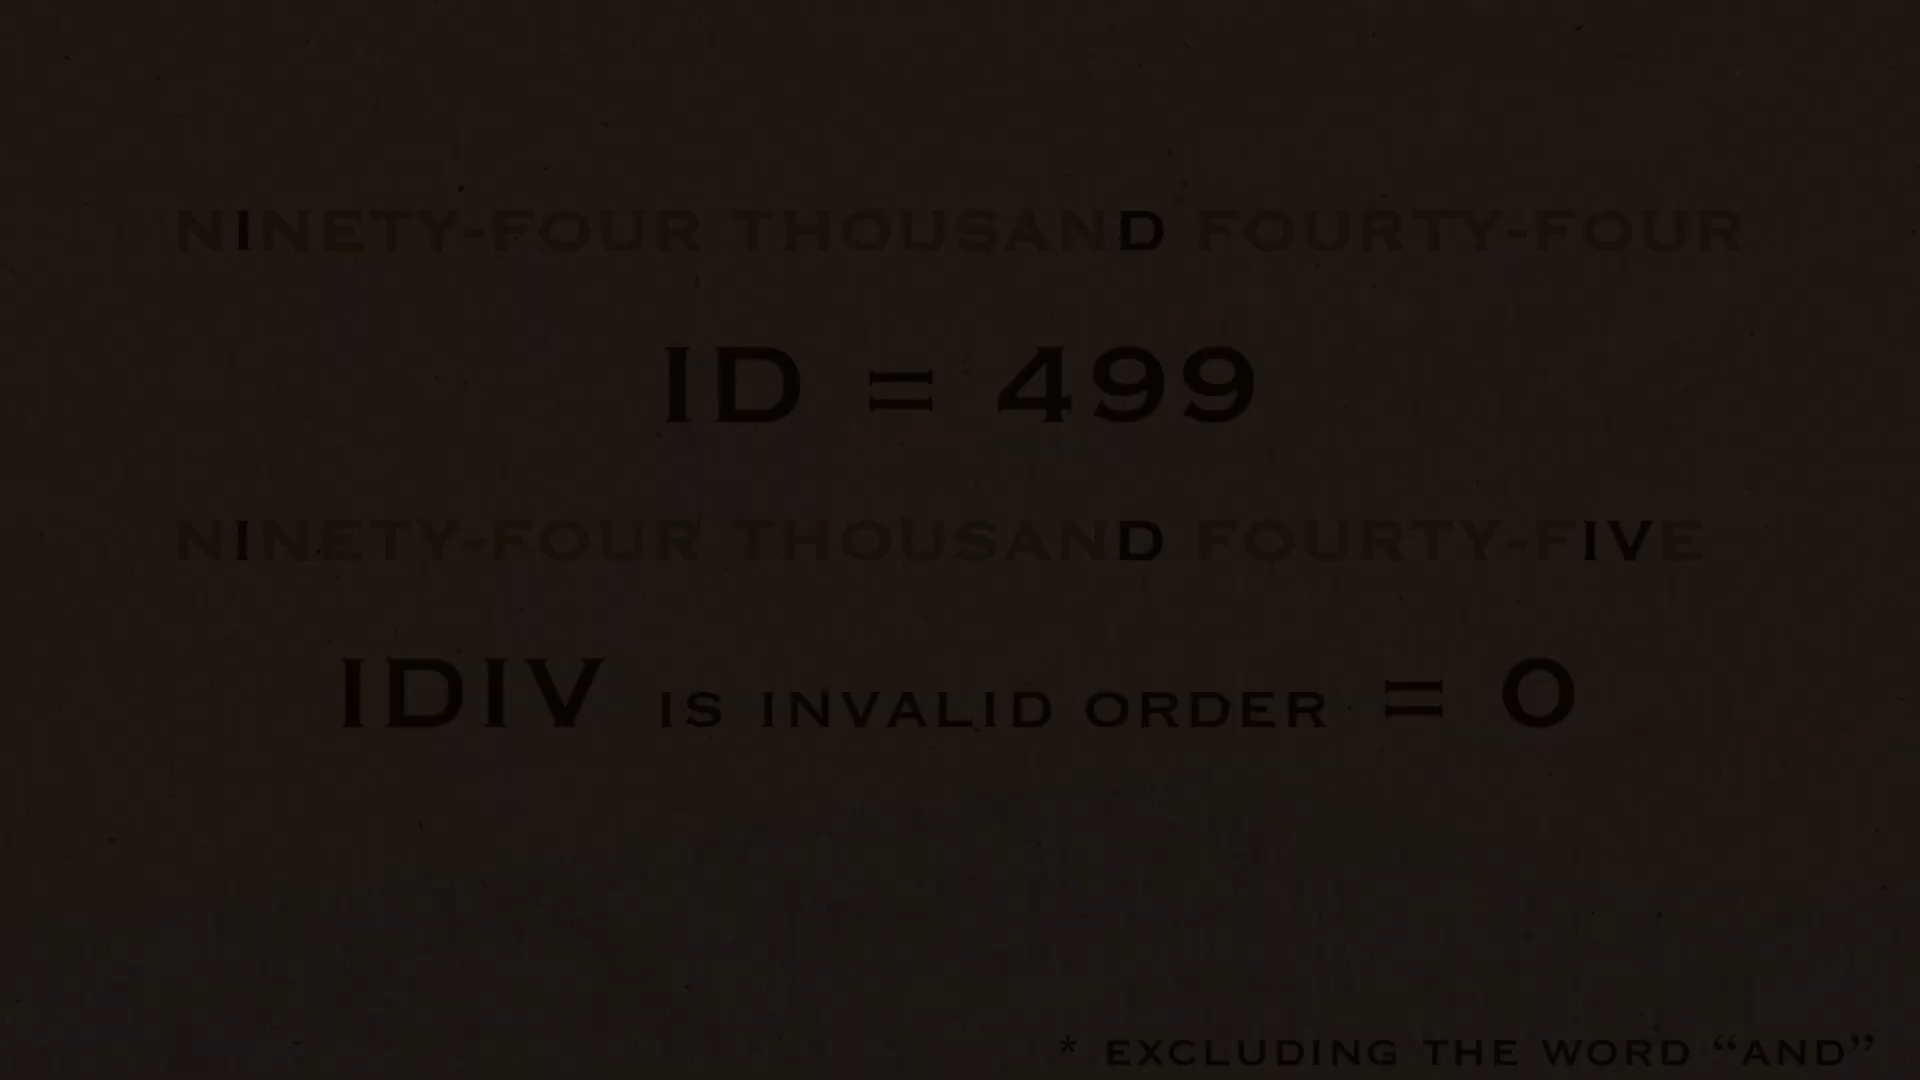 NINETY-FOUR THOUSAND FOURTY-FOUR
ID = 499
NINETY-FOUR THOUSAND FOURTY-FIVE
IDIV IS INVALID ORDER = 0
* EXCLUDING THE WORD “AND”